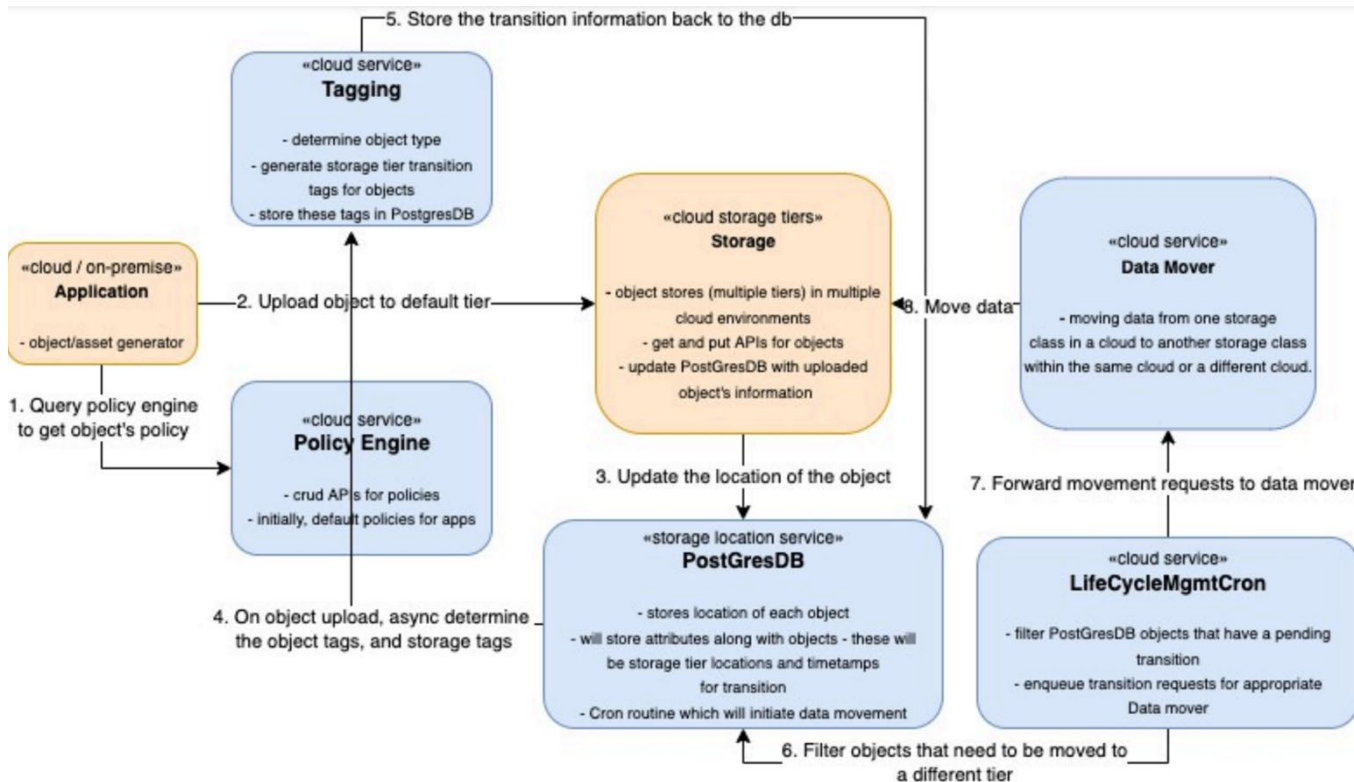 5. Store the transition information back to the db
«cloud service»
Tagging
- determine object type
- generate storage tier transition
tags for objects
- store these tags in PostgresDB
«cloud / on-premise»
Application
- object/asset generator
2. Upload object to default tier
«cloud storage tiers»
Storage
- object stores (multiple tiers) in multiple
cloud environments
- get and put APIs for objects
- update PostGresDB with uploaded
object's information
8. Move data
«cloud service»
Data Mover
- moving data from one storage
class in a cloud to another storage class
within the same cloud or a different cloud.
1. Query policy engine
to get object's policy
«cloud service»
Policy Engine
- crud APIs for policies
- initially, default policies for apps
3. Update the location of the object
7. Forward movement requests to data mover
4. On object upload, async determine
the object tags, and storage tags
«storage location service»
PostGresDB
- stores location of each object
- will store attributes along with objects - these will
be storage tier locations and timetamps
for transition
- Cron routine which will initiate data movement
«cloud service»
LifeCycleMgmtCron
- filter PostGresDB objects that have a pending
transition
- enqueue transition requests for appropriate
Data mover
6. Filter objects that need to be moved to
a different tier